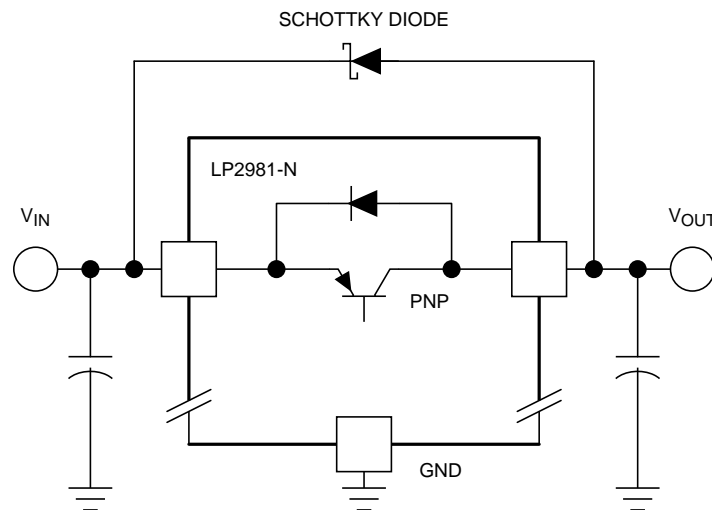 SCHOTTKY DIODE
LP2981-N
VIN
VOUT
PNP
GND